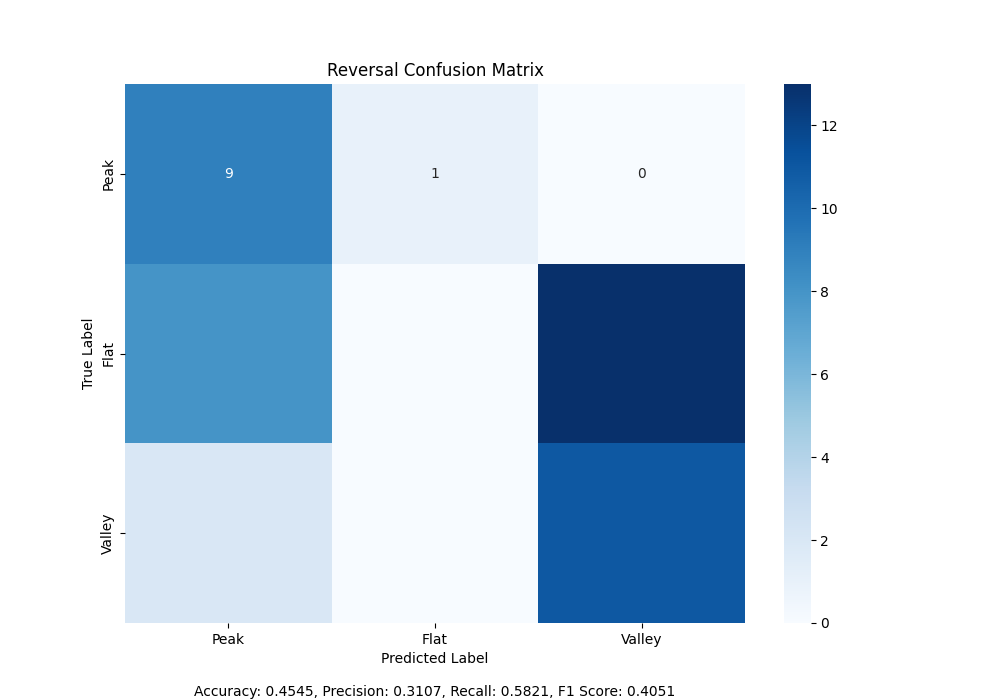 Reversal Confusion Matrix
12
10
8
6
4
2
0
True Label
Peak
Flat
Valley
9 1 0
Peak Flat Valley
Predicted Label
Accuracy: 0.4545, Precision: 0.3107, Recall: 0.5821, F1 Score: 0.4051